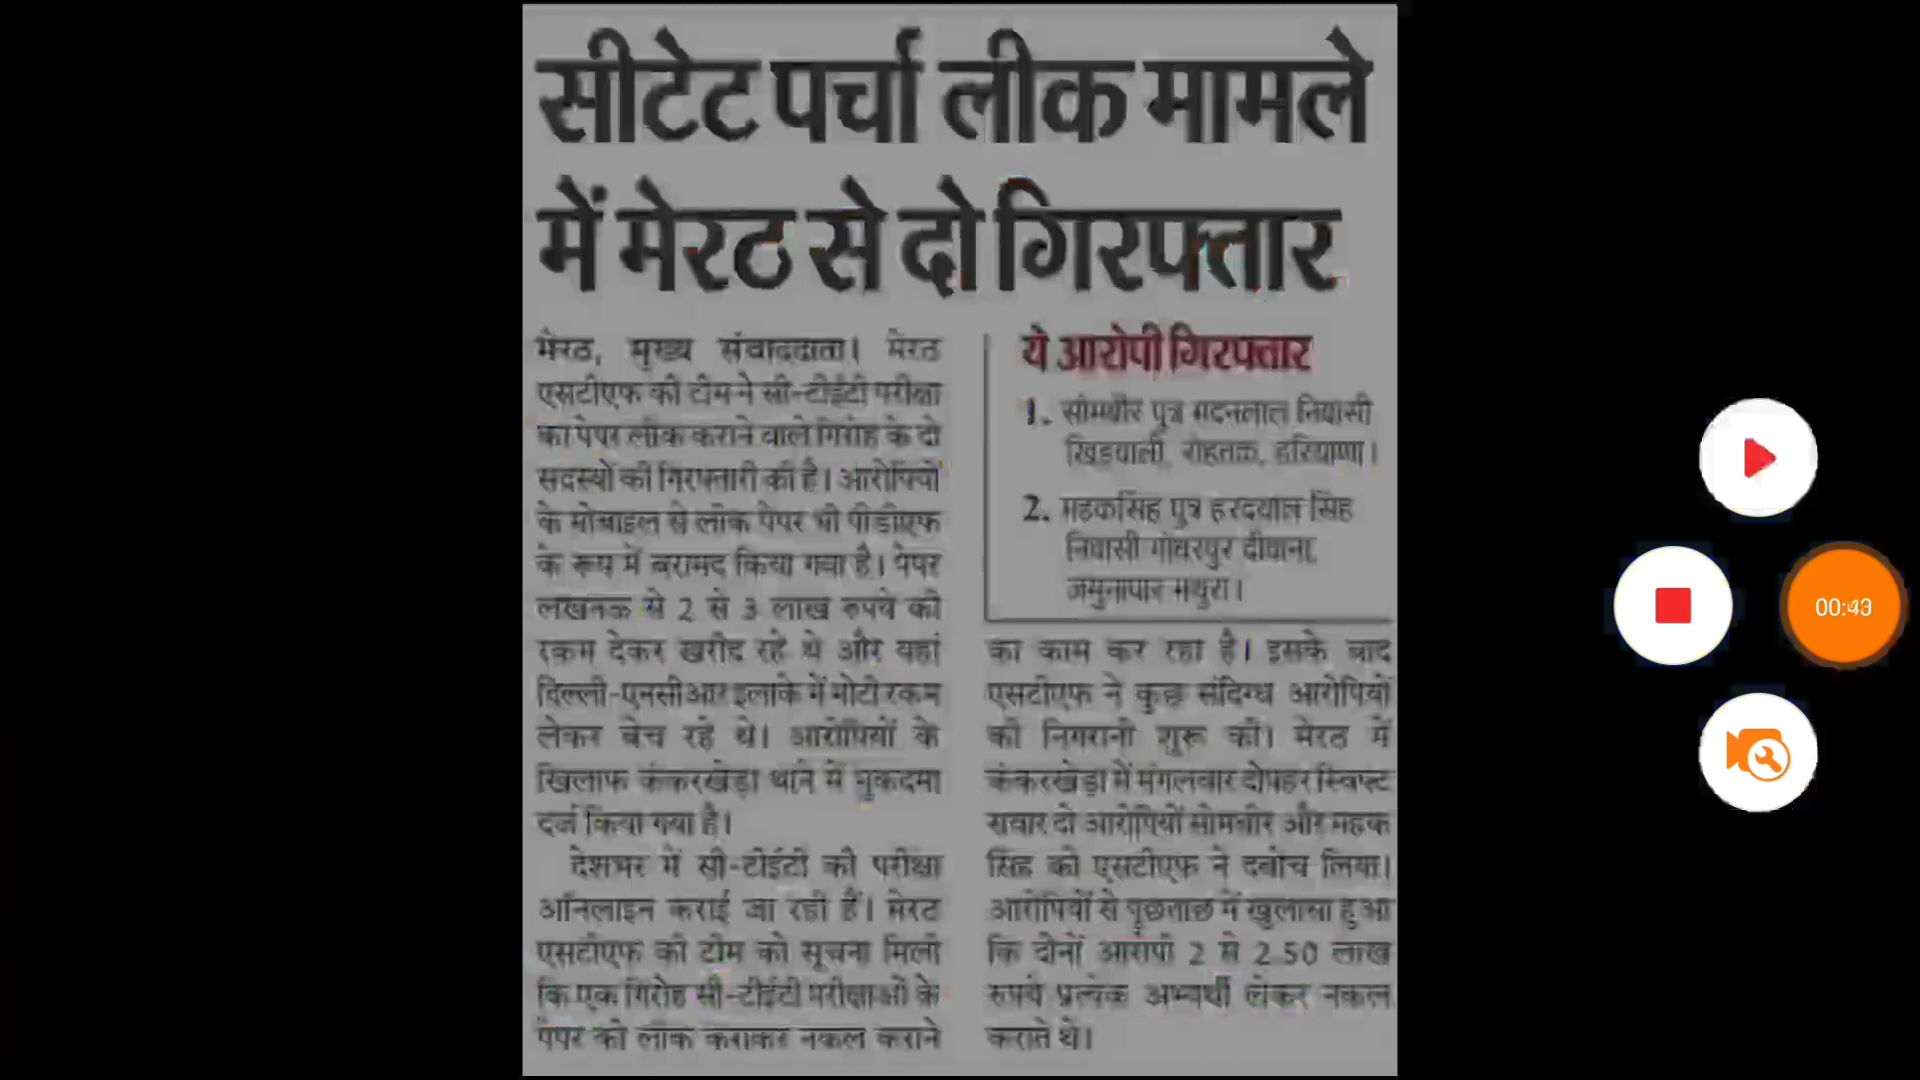 सीटेट पर्चा लीक मामले
में मेरठ से दो गिरफ्तार
मेरठ, मुख्य संवाददाता। मेरठ
एसटीएफ की टीम ने सी-टीईटी परीक्षा
का पेपर लीक कराने वाले गिरोह के दो
सदस्यों की गिरफ्तारी की है। आरोपियों
के मोबाइल से लीक पेपर भी पीडीएफ
के रूप में बरामद किया गया है। पेपर
लखनऊ से 2 से 3 लाख रुपये की
रकम देकर खरीद रहे थे और यहां
दिल्ली-एनसीआर इलाके में मोटी रकम
लेकर बेच रहे थे। आरोपियों के
खिलाफ कंकरखेड़ा थाने में मुकदमा
दर्ज किया गया है।
देशभर में सी-टीईटी की परीक्षा
ऑनलाइन कराई जा रही हैं। मेरठ
एसटीएफ की टीम को सूचना मिली
कि एक गिरोह सी-टीईटी परीक्षाओं के
पेपर को लीक कराकर नकल कराने
ये आरोपी गिरफ्तार
1. सोमवीर पुत्र मदनलाल निवासी
खिडवाली, रोहतक, हरियाणा।
2. महकसिंह पुत्र हरदयाल सिंह
निवासी गोवरपुर दीवाना,
जमुनापार मथुरा।
का काम कर रहा है। इसके बाद
एसटीएफ ने कुछ संदिग्ध आरोपियों
की निगरानी शुरू की। मेरठ में
कंकरखेड़ा में मंगलवार दोपहर स्विफ्ट
सवार दो आरोपियों सोमवीर और महक
सिंह को एसटीएफ ने दबोच लिया।
आरोपियों से पूछताछ में खुलासा हुआ
कि दोनों आरोपी 2 से 2.50 लाख
रुपये प्रत्येक अभ्यर्थी लेकर नकल
कराते थे।
00:43